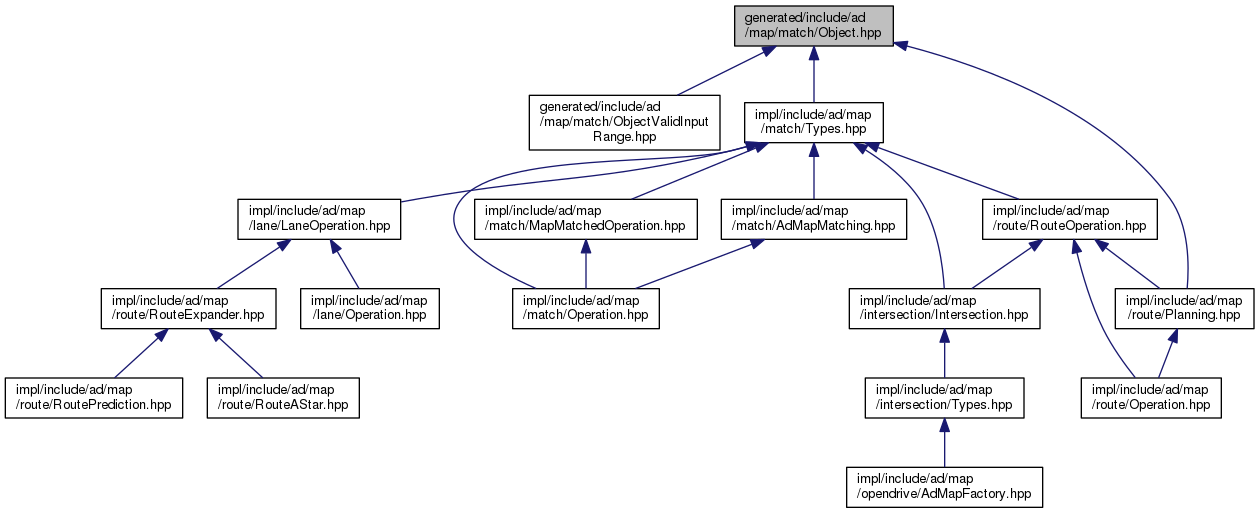 generated/include/ad
/map/match/Object.hpp
generated/include/ad
/map/match/ObjectValidInput
Range.hpp
impl/include/ad/map
/match/Types.hpp
impl/include/ad/map
/lane/LaneOperation.hpp
impl/include/ad/map
/match/MapMatchedOperation.hpp
impl/include/ad/map
/match/AdMapMatching.hpp
impl/include/ad/map
/route/RouteOperation.hpp
impl/include/ad/map
/route/RouteExpander.hpp
impl/include/ad/map
/lane/Operation.hpp
impl/include/ad/map
/match/Operation.hpp
impl/include/ad/map
/intersection/Intersection.hpp
impl/include/ad/map
/route/Planning.hpp
impl/include/ad/map
/route/RoutePrediction.hpp
impl/include/ad/map
/route/RouteAStar.hpp
impl/include/ad/map
/intersection/Types.hpp
impl/include/ad/map
/route/Operation.hpp
impl/include/ad/map
/opendrive/AdMapFactory.hpp